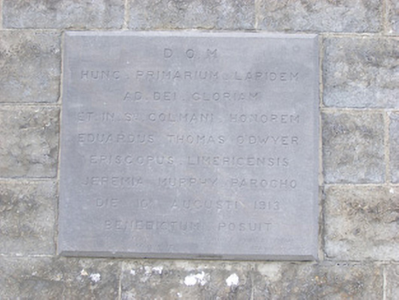 D O M
HUNC PRIMARIUM LAPIDEM
AD DEI GLORIAM
ET IN S COLMANI HONOREM
EDUARDUS THOMAS O'DWYER
EPISCOPUS LIMERICENSIS
JEREMIA MURPHY PAROCHO
DIE AUGUSTI 1913
BENEDICTUM POSUIT